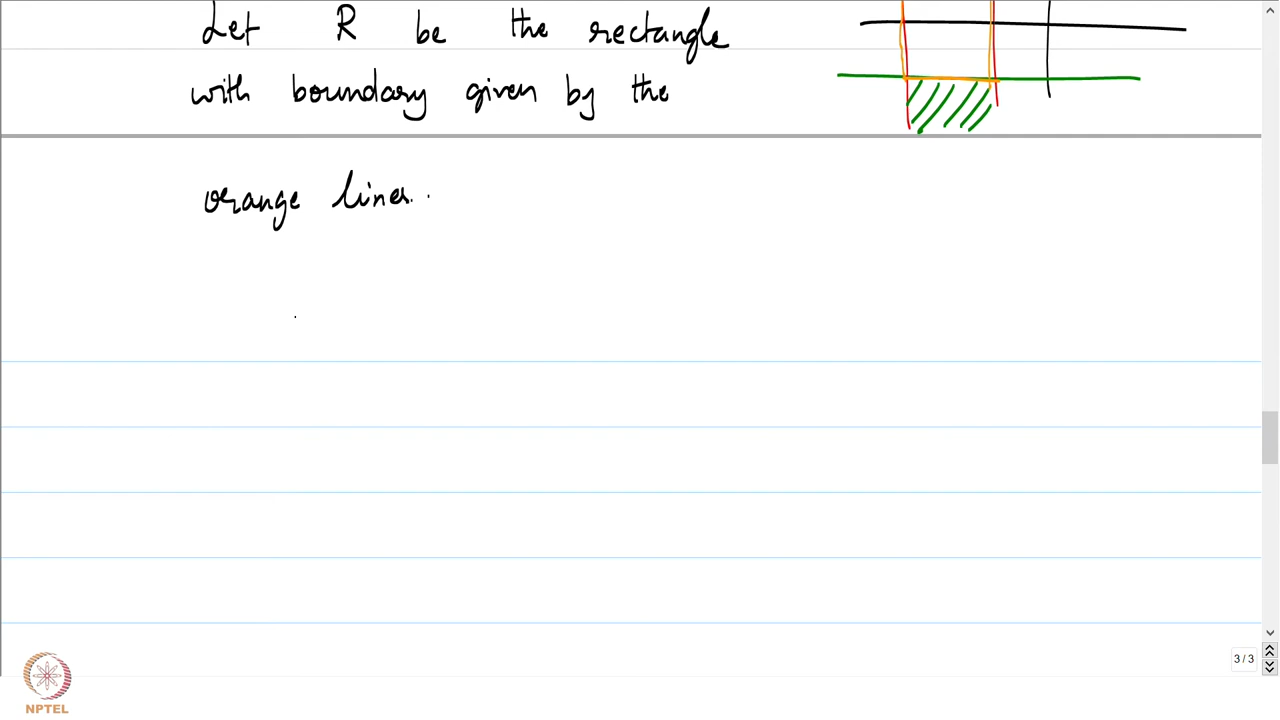 Let R be the rectangle
with boundary given by the
orange lines.
3 / 3
NPTEL